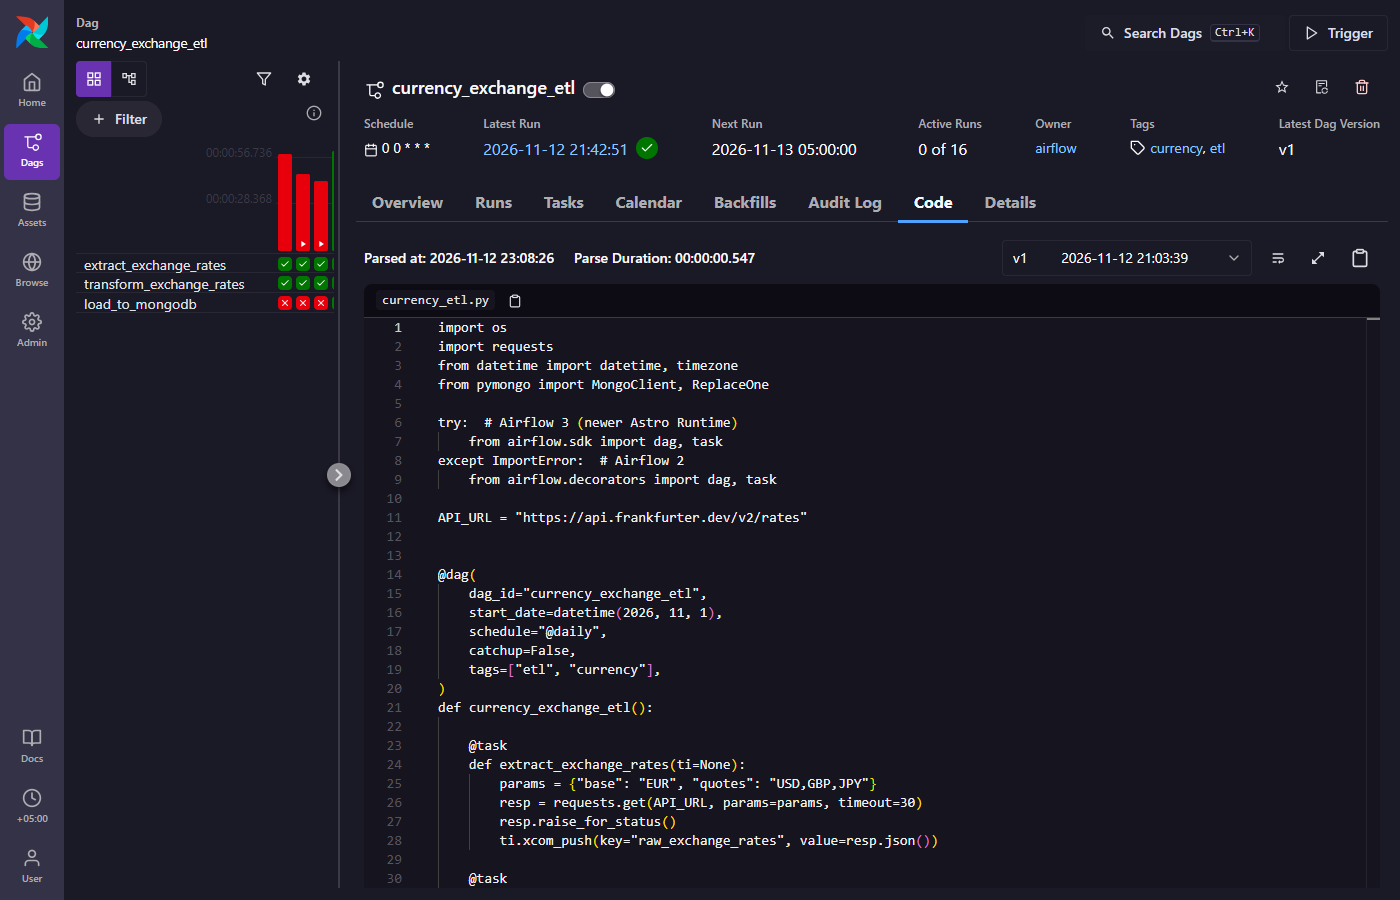 Dag
currency_exchange_etl
Search Dags
Ctrl+K
Trigger
Home
Dags
Assets
Browse
Admin
Docs
+05:00
User
Filter
00:00:56.736
00:00:28.368
extract_exchange_rates
transform_exchange_rates
load_to_mongodb
currency_exchange_etl
Schedule
0 0 * * *
Latest Run
2026-11-12 21:42:51
Next Run
2026-11-13 05:00:00
Active Runs
0 of 16
Owner
airflow
Tags
currency, etl
Latest Dag Version
v1
Overview
Runs
Tasks
Calendar
Backfills
Audit Log
Code
Details
Parsed at: 2026-11-12 23:08:26
Parse Duration: 00:00:00.547
v1 2026-11-12 21:03:39
currency_etl.py
1 import os
2 import requests
3 from datetime import datetime, timezone
4 from pymongo import MongoClient, ReplaceOne
5
6 try:  # Airflow 3 (newer Astro Runtime)
7     from airflow.sdk import dag, task
8 except ImportError:  # Airflow 2
9     from airflow.decorators import dag, task
10
11 API_URL = "https://api.frankfurter.dev/v2/rates"
12
13
14 @dag(
15     dag_id="currency_exchange_etl",
16     start_date=datetime(2026, 11, 1),
17     schedule="@daily",
18     catchup=False,
19     tags=["etl", "currency"],
20 )
21 def currency_exchange_etl():
22
23     @task
24     def extract_exchange_rates(ti=None):
25         params = {"base": "EUR", "quotes": "USD,GBP,JPY"}
26         resp = requests.get(API_URL, params=params, timeout=30)
27         resp.raise_for_status()
28         ti.xcom_push(key="raw_exchange_rates", value=resp.json())
29
30     @task